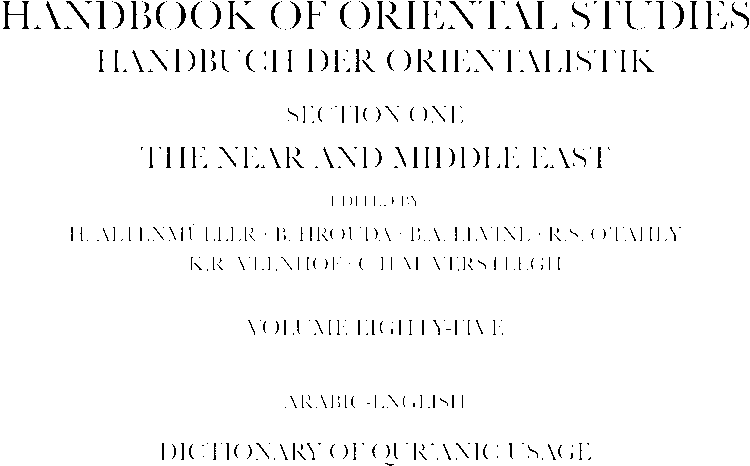 HANDBOOK OF ORIENTAL STUDIES
HANDBUCH DER ORIENTALISTIK
SECTION ONE
THE NEAR AND MIDDLE EAST
EDITED BY
H. ALTENMÜLLER · B. HROUDA · B.A. LEVINE · R.S. O'FAHEY
K.R. VEENHOF · C.H.M. VERSTEEGH
VOLUME EIGHTY-FIVE
ARABIC-ENGLISH
DICTIONARY OF QUR'ANIC USAGE